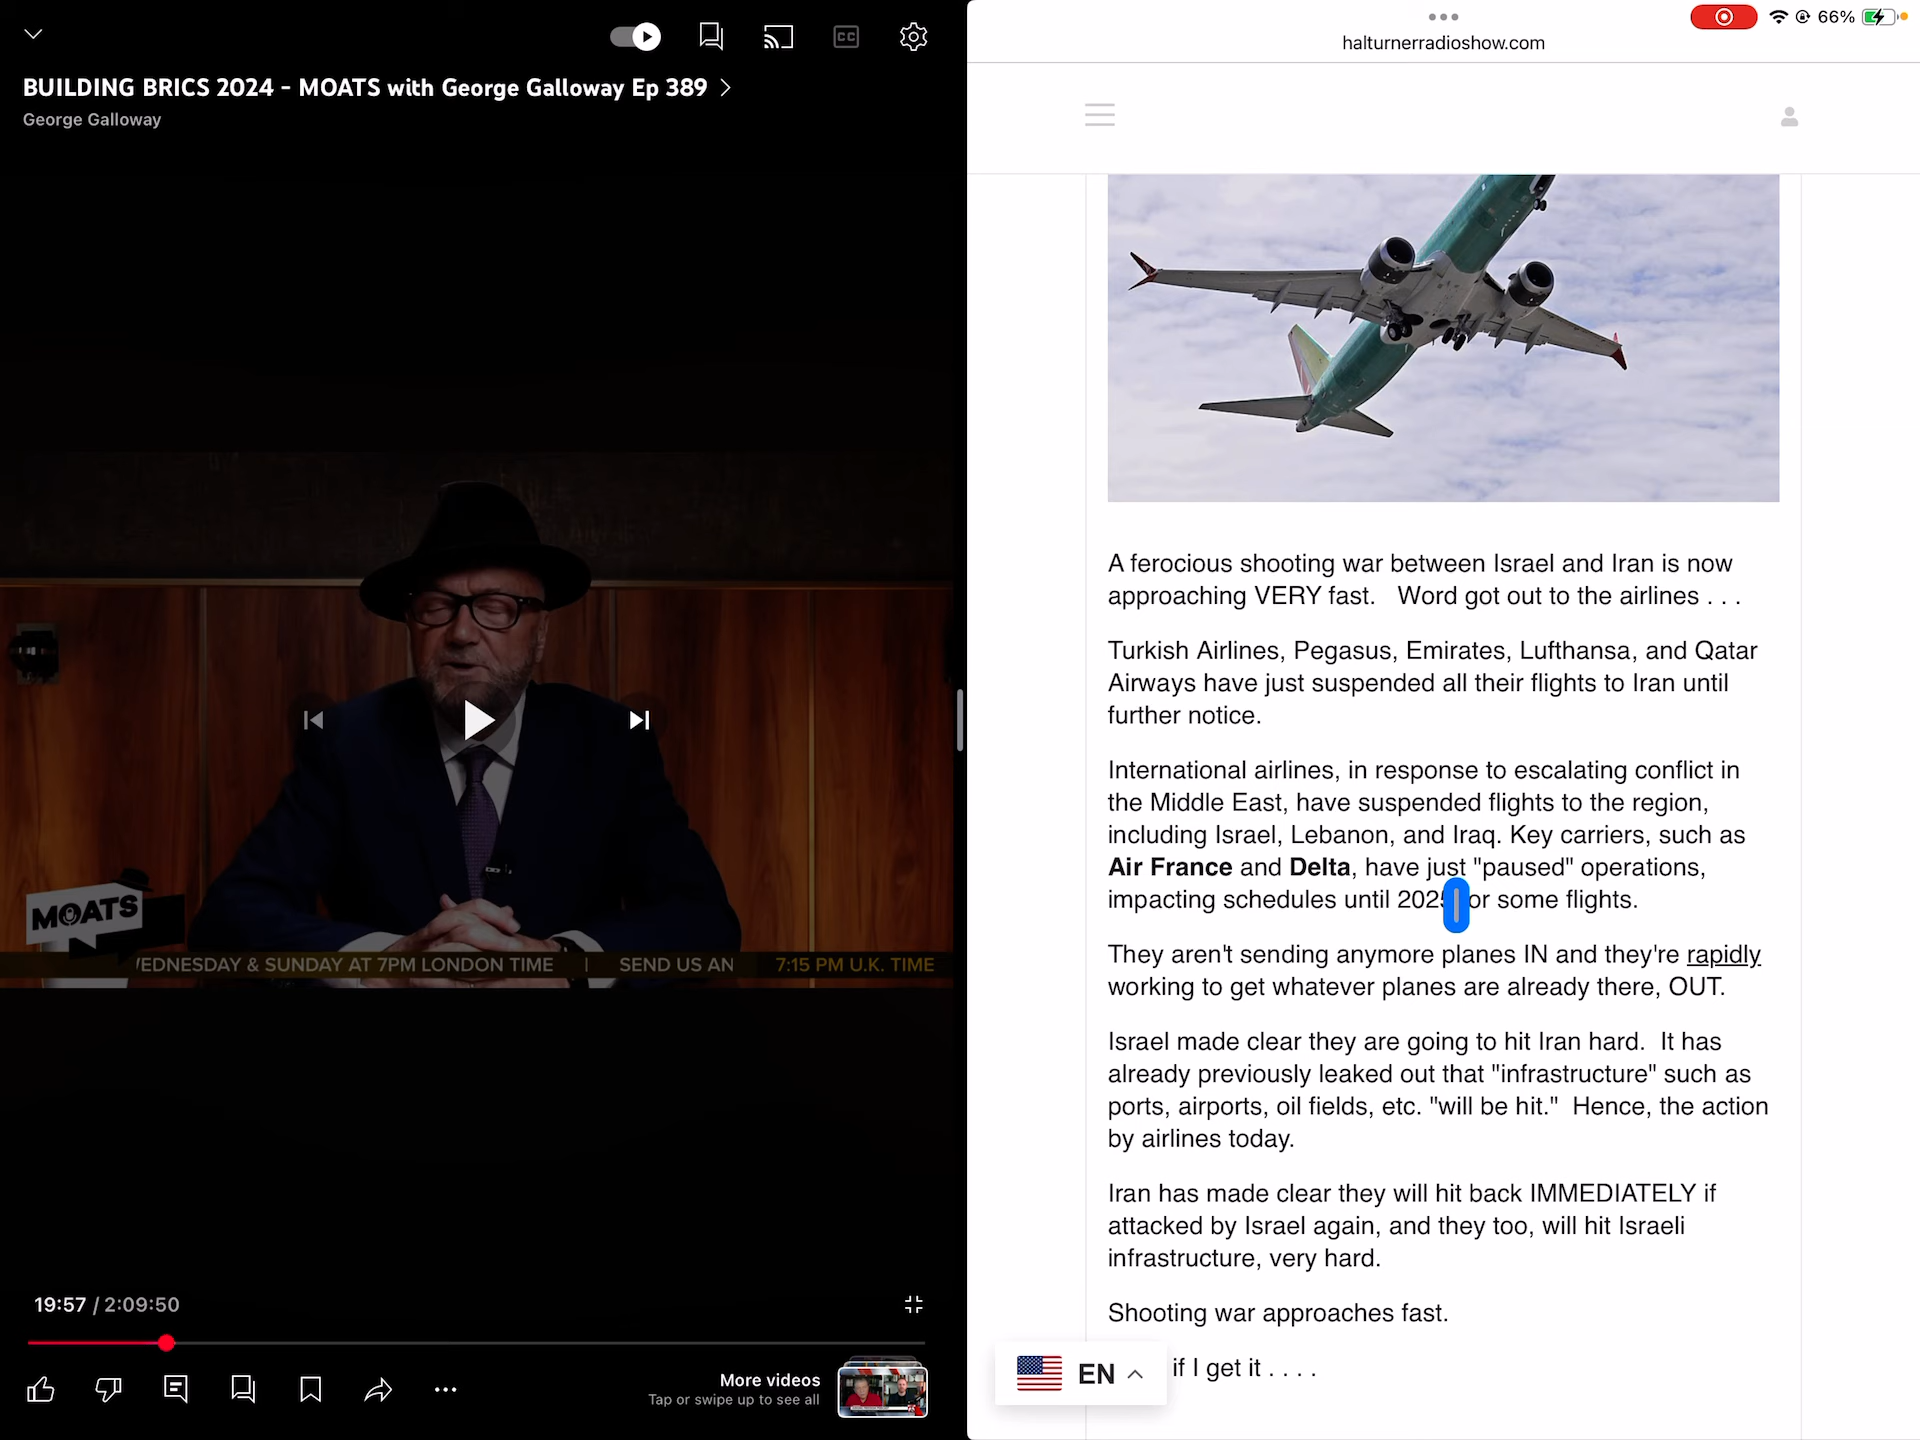 BUILDING BRICS 2024 - MOATS with George Galloway Ep 389
George Galloway
CC
MOATS
/EDNESDAY & SUNDAY AT 7PM LONDON TIME | SEND US AN
7:15 PM U.K. TIME
19:57 / 2:09:50
More videos
Tap or swipe up to see all
66%
halturnerradioshow.com
A ferocious shooting war between Israel and Iran is now
approaching VERY fast. Word got out to the airlines . . .
Turkish Airlines, Pegasus, Emirates, Lufthansa, and Qatar
Airways have just suspended all their flights to Iran until
further notice.
International airlines, in response to escalating conflict in
the Middle East, have suspended flights to the region,
including Israel, Lebanon, and Iraq. Key carriers, such as
Air France and Delta, have just "paused" operations,
impacting schedules until 2025 or some flights.
They aren't sending anymore planes IN and they're rapidly
working to get whatever planes are already there, OUT.
Israel made clear they are going to hit Iran hard. It has
already previously leaked out that "infrastructure" such as
ports, airports, oil fields, etc. "will be hit." Hence, the action
by airlines today.
Iran has made clear they will hit back IMMEDIATELY if
attacked by Israel again, and they too, will hit Israeli
infrastructure, very hard.
Shooting war approaches fast.
if I get it . . . .
EN